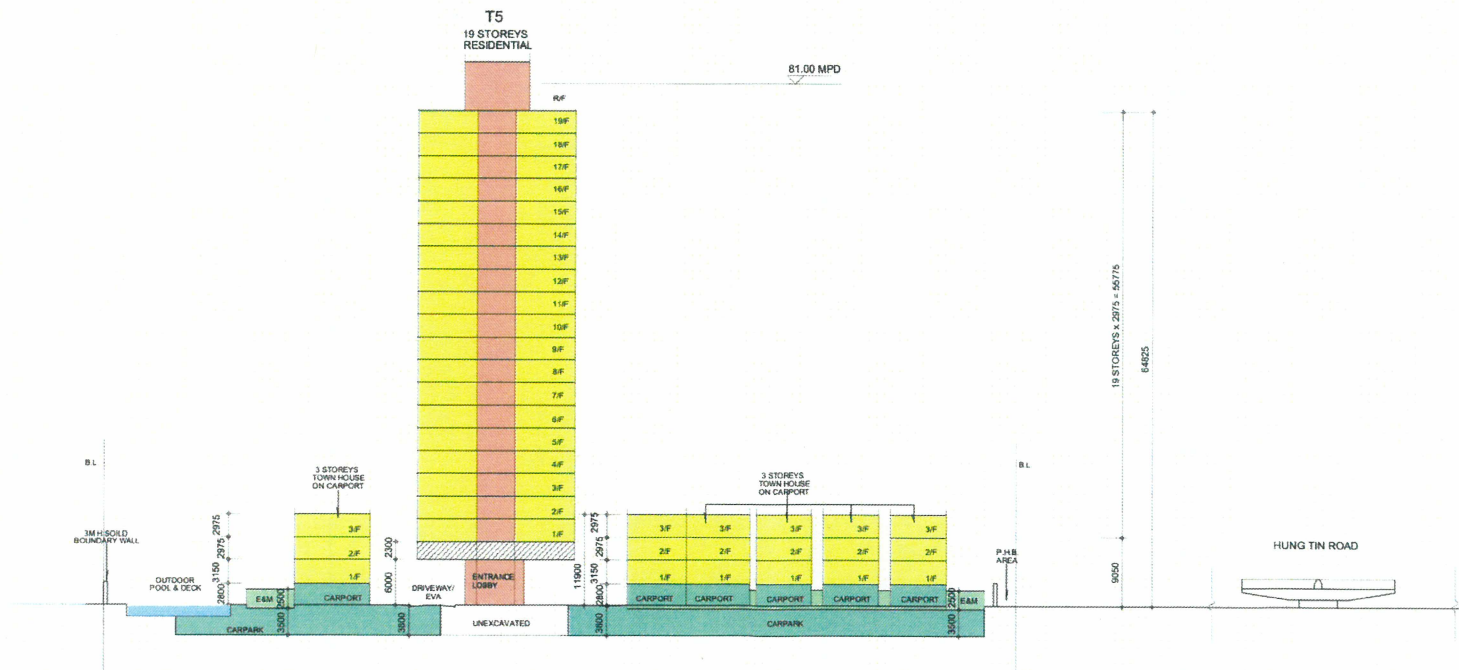 T5
19 STOREYS
RESIDENTIAL
81.00 MPD
R/F
19/F
18/F
17/F
16/F
15/F
14/F
13/F
12/F
11/F
10/F
9/F
8/F
7/F
6/F
5/F
4/F
3/F
2/F
1/F
19 STOREYS x 2975 = 55775
64825
9050
B.L
3M H.SOILD
BOUNDARY WALL
OUTDOOR
POOL & DECK
2975
2975
3150
2800
3 STOREYS
TOWN HOUSE
ON CARPORT
3/F
2/F
1/F
CARPORT
E&M
2500
3500
CARPARK
3800
2300
6000
DRIVEWAY/
EVA
ENTRANCE
LOBBY
UNEXCAVATED
11900
2975
2975
3150
2800
3800
3 STOREYS
TOWN HOUSE
ON CARPORT
3/F 3/F 3/F 3/F 3/F
2/F 2/F 2/F 2/F 2/F
1/F 1/F 1/F 1/F 1/F
CARPORT CARPORT CARPORT CARPORT CARPORT
E&M
2500
3500
CARPARK
B.L
P.H.B.
AREA
HUNG TIN ROAD